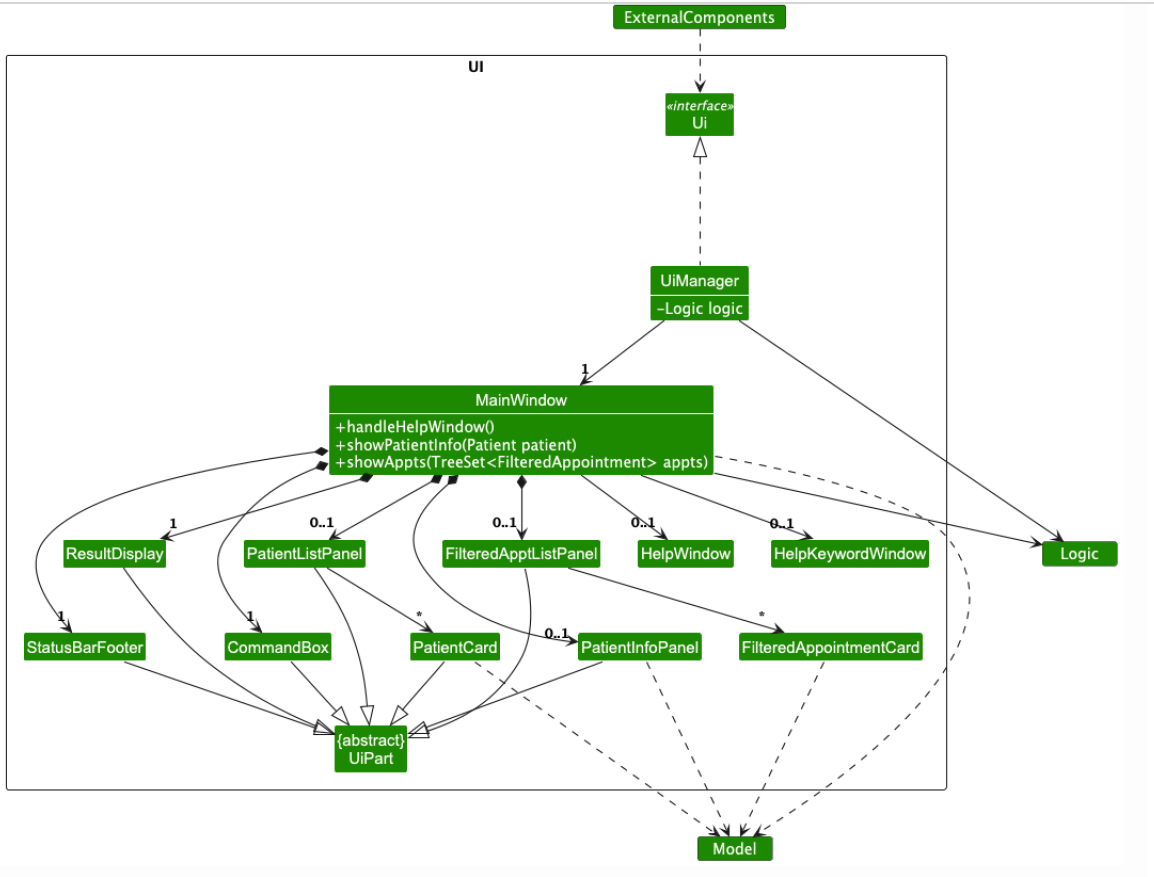 ExternalComponents
UI
«interface»
Ui
UiManager
-Logic logic
1
MainWindow
+handleHelpWindow()
+showPatientInfo(Patient patient)
+showAppts(TreeSet<FilteredAppointment> appts)
1
0..1
0..1
0..1
0..1
ResultDisplay
PatientListPanel
FilteredApptListPanel
HelpWindow
HelpKeywordWindow
Logic
1
1
*
0..1
*
StatusBarFooter
CommandBox
PatientCard
PatientInfoPanel
FilteredAppointmentCard
{abstract}
UiPart
Model